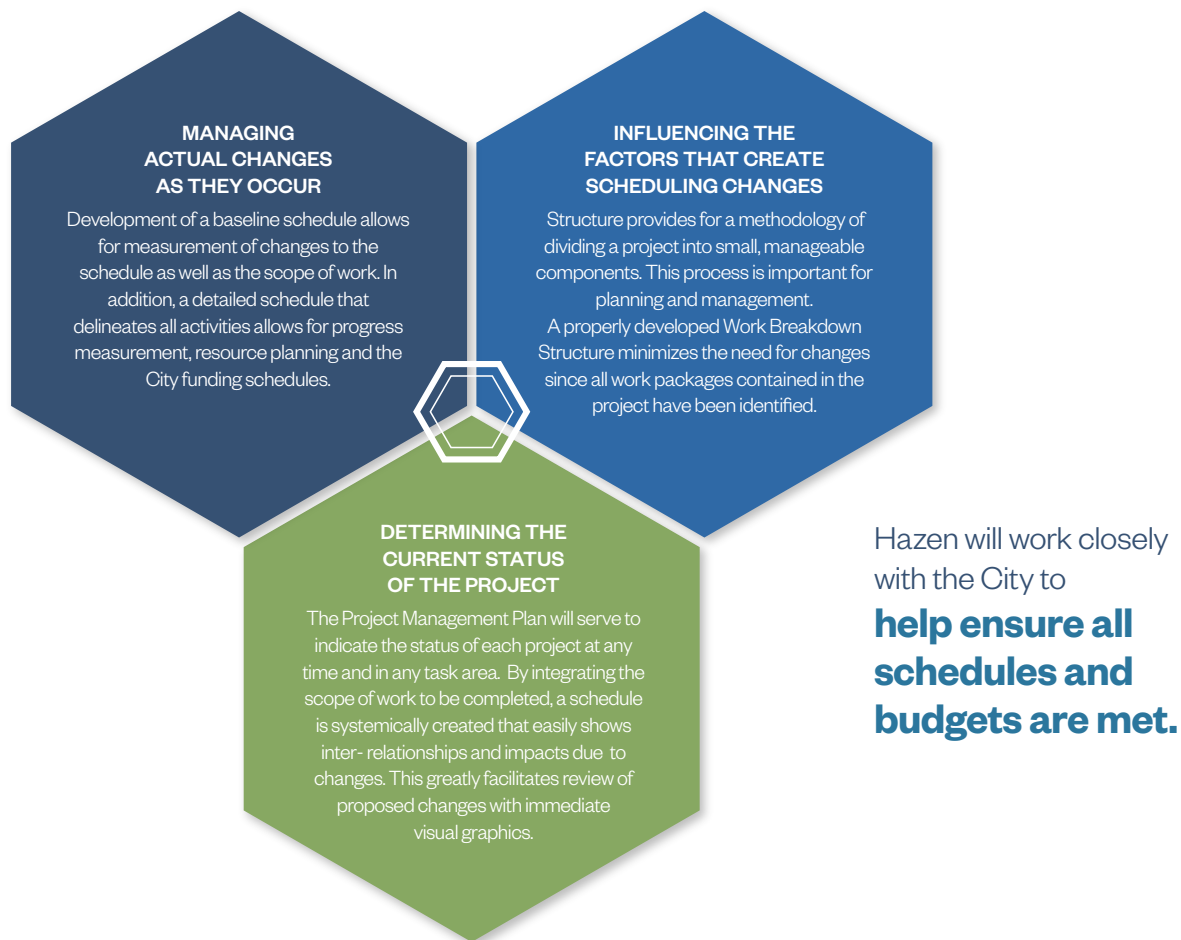 MANAGING
ACTUAL CHANGES
AS THEY OCCUR
Development of a baseline schedule allows
for measurement of changes to the
schedule as well as the scope of work. In
addition, a detailed schedule that
delineates all activities allows for progress
measurement, resource planning and the
City funding schedules.
INFLUENCING THE
FACTORS THAT CREATE
SCHEDULING CHANGES
Structure provides for a methodology of
dividing a project into small, manageable
components. This process is important for
planning and management.
A properly developed Work Breakdown
Structure minimizes the need for changes
since all work packages contained in the
project have been identified.
DETERMINING THE
CURRENT STATUS
OF THE PROJECT
The Project Management Plan will serve to
indicate the status of each project at any
time and in any task area. By integrating the
scope of work to be completed, a schedule
is systemically created that easily shows
inter- relationships and impacts due to
changes. This greatly facilitates review of
proposed changes with immediate
visual graphics.
Hazen will work closely
with the City to
help ensure all
schedules and
budgets are met.